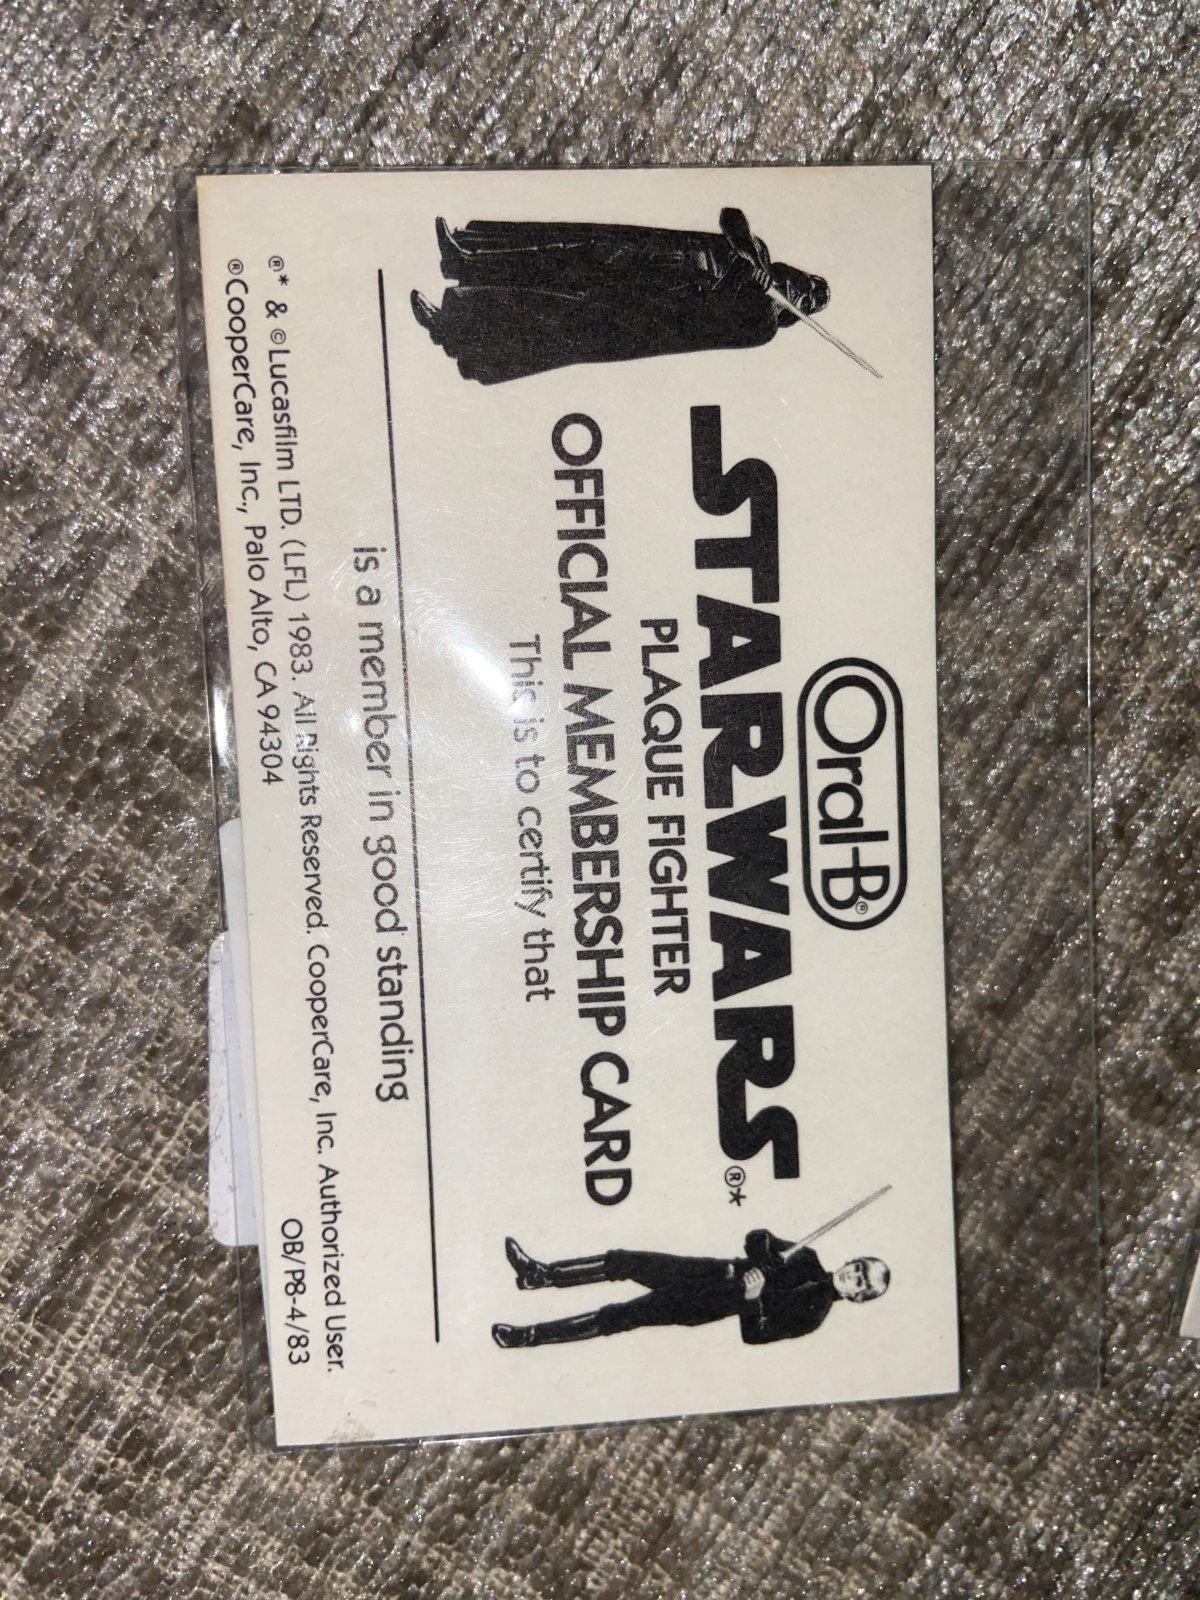 Oral-B®
STAR WARS®*
PLAQUE FIGHTER
OFFICIAL MEMBERSHIP CARD
This is to certify that
is a member in good standing
®* & ©Lucasfilm LTD. (LFL) 1983. All Rights Reserved. CooperCare, Inc. Authorized User.
®CooperCare, Inc., Palo Alto, CA 94304 OB/P8-4/83